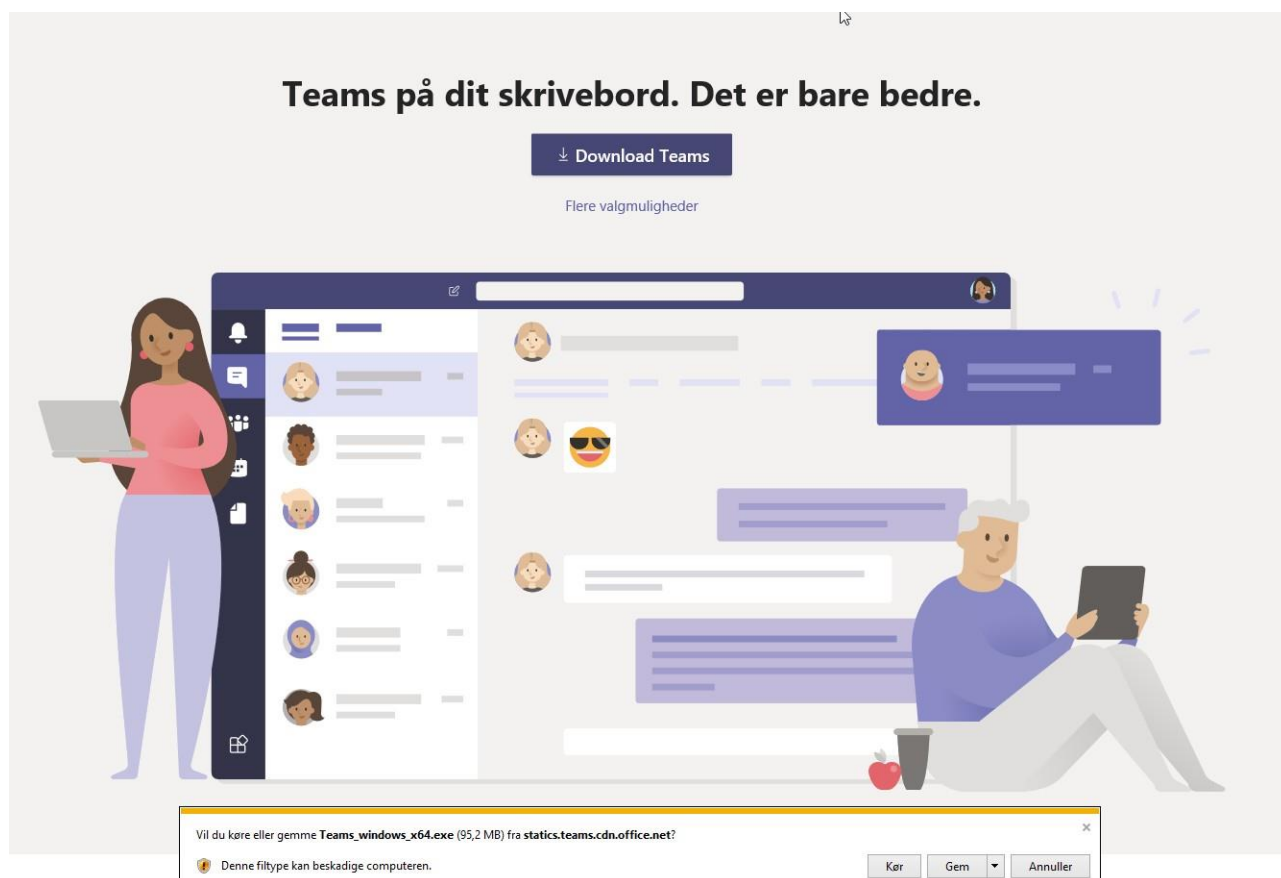 Teams på dit skrivebord. Det er bare bedre.
Download Teams
Flere valgmuligheder
Vil du køre eller gemme Teams_windows_x64.exe (95,2 MB) fra statics.teams.cdn.office.net?
Denne filtype kan beskadige computeren.
Kør Gem Annuller